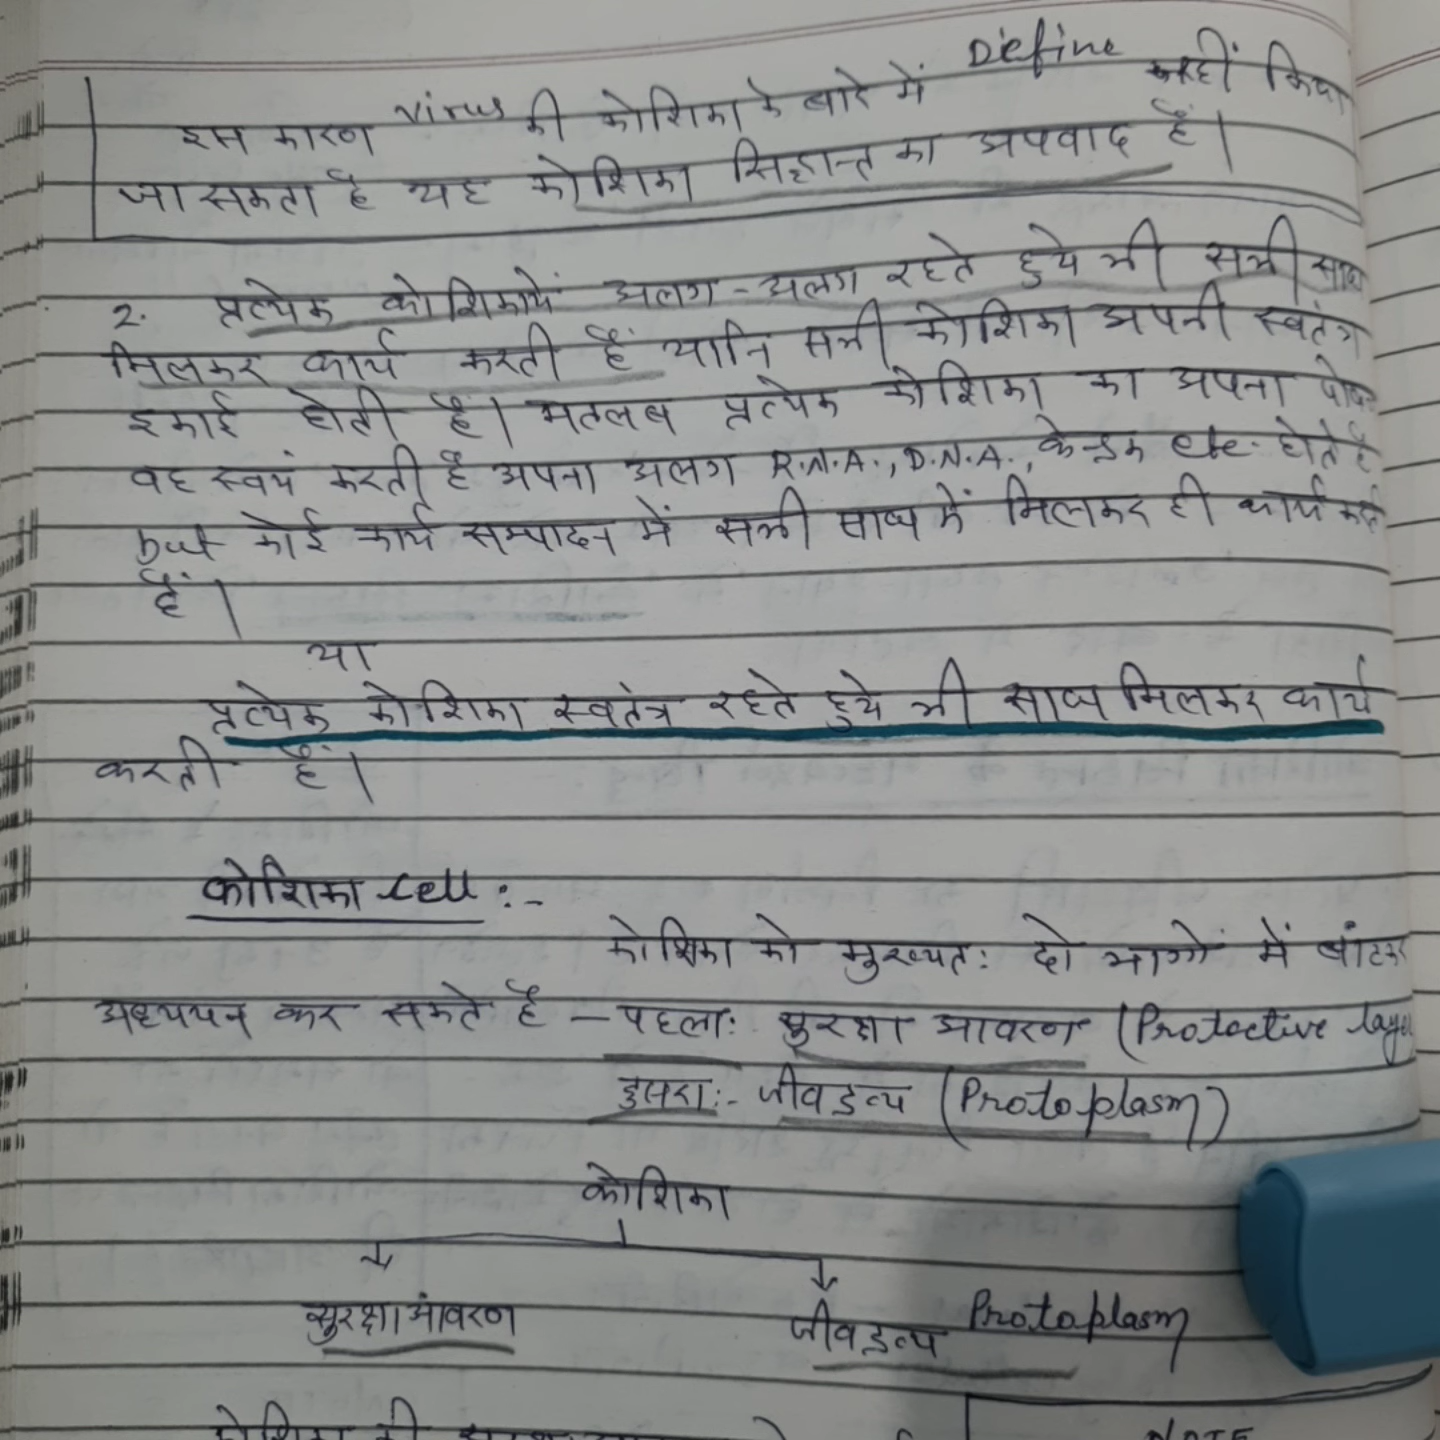 इस कारण virus की कोशिका के बारे में Define नहीं किया
जा सकता है यह कोशिका सिद्धान्त का अपवाद है।
2. प्रत्येक कोशिकायें अलग-अलग रहते हुये भी सभी साथ
मिलकर कार्य करती हैं यानि सभी कोशिका अपनी स्वतंत्र
इकाई होती है। मतलब प्रत्येक कोशिका का अपना
वह स्वयं करती है अपना अलग R.N.A., D.N.A., केन्द्रक etc. होते है
but कोई कार्य सम्पादन में सभी साथ में मिलकर ही कार्य करते
हैं।
या
प्रत्येक कोशिका स्वतंत्र रहते हुये भी साथ मिलकर कार्य
करती हैं।
कोशिका cell :-
कोशिका को मुख्यतः दो भागों में बांटकर
अध्ययन कर सकते है – पहलाः सुरक्षा आवरण (Protective layer
दुसराः- जीवद्रव्य (Protoplasm)
कोशिका
सुरक्षा आवरण जीवद्रव्य Protoplasm
कोशिका की
NOTE